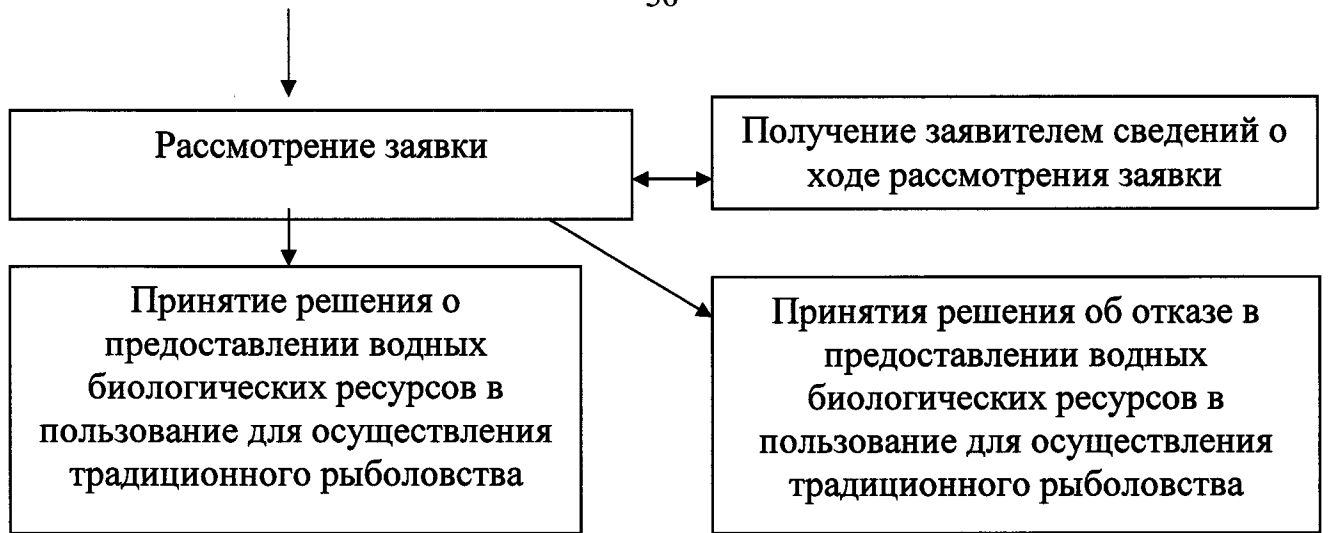 Рассмотрение заявки
Получение заявителем сведений о
ходе рассмотрения заявки
Принятие решения о
предоставлении водных
биологических ресурсов в
пользование для осуществления
традиционного рыболовства
Принятия решения об отказе в
предоставлении водных
биологических ресурсов в
пользование для осуществления
традиционного рыболовства